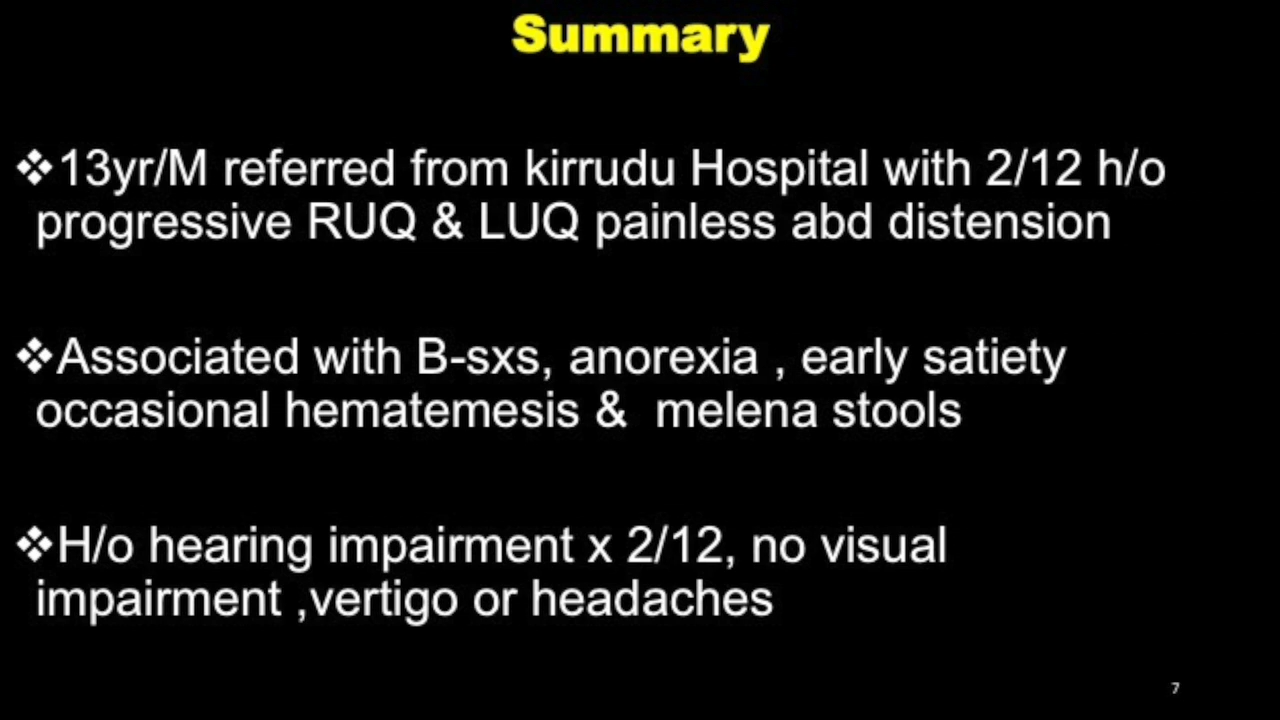 Summary
❖13yr/M referred from kirrudu Hospital with 2/12 h/o
progressive RUQ & LUQ painless abd distension
❖Associated with B-sxs, anorexia , early satiety
occasional hematemesis &  melena stools
❖H/o hearing impairment x 2/12, no visual
impairment ,vertigo or headaches
7